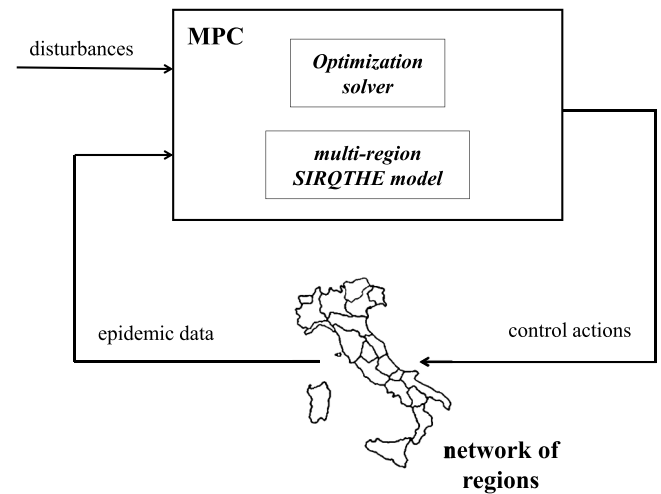 MPC
disturbances
Optimization
solver
multi-region
SIRQTHE model
epidemic data
control actions
network of
regions